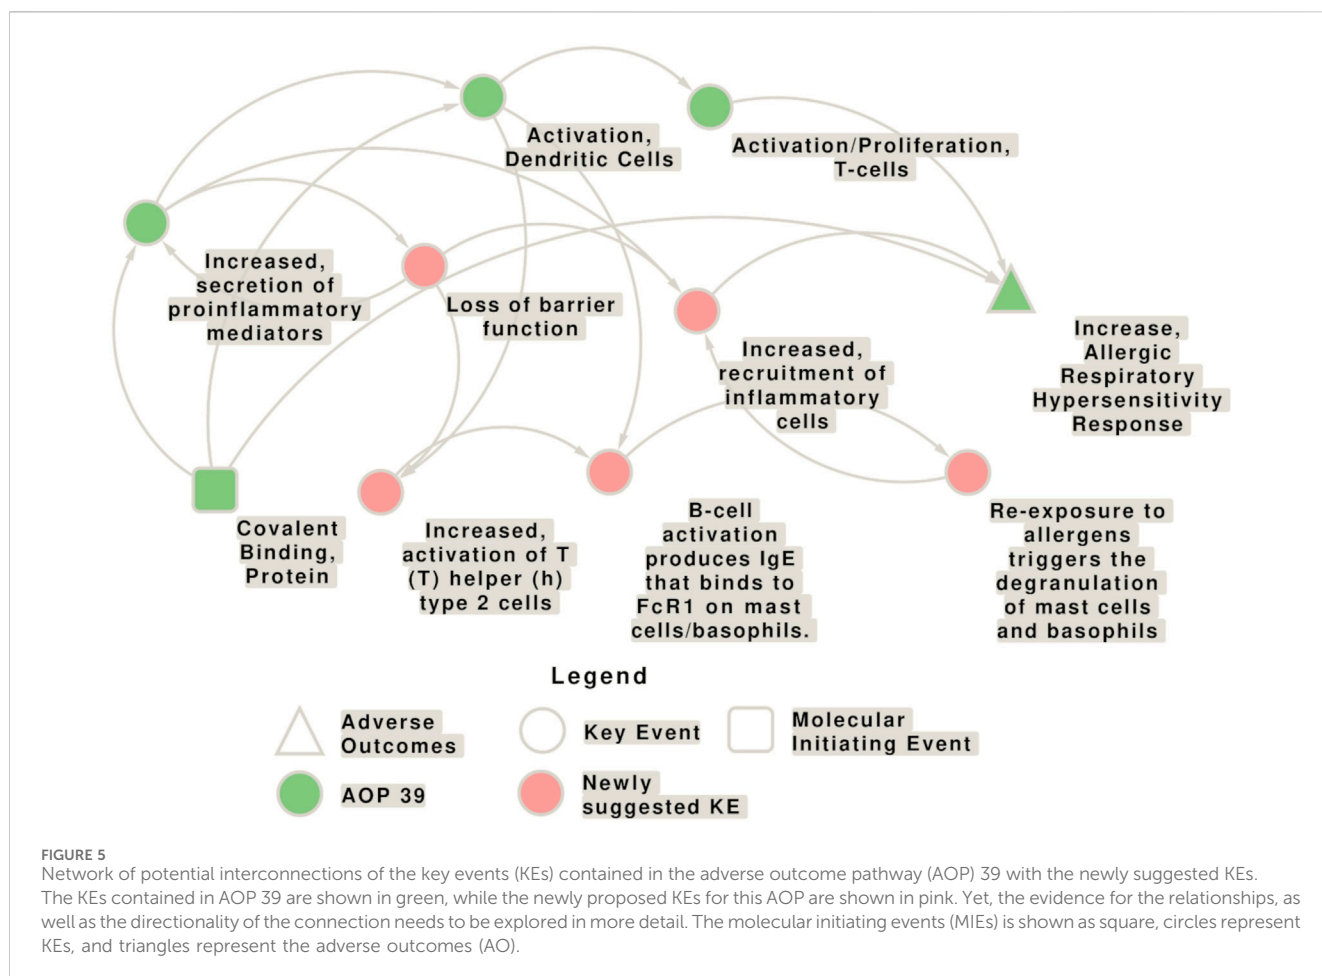 Activation,
Dendritic Cells
Activation/Proliferation,
T-cells
Increased,
secretion of
proinflammatory
mediators
Loss of barrier
function
Increased,
recruitment of
inflammatory
cells
Increase,
Allergic
Respiratory
Hypersensitivity
Response
Covalent
Binding,
Protein
Increased,
activation of T
(T) helper (h)
type 2 cells
B-cell
activation
produces IgE
that binds to
FcR1 on mast
cells/basophils.
Re-exposure to
allergens
triggers the
degranulation
of mast cells
and basophils
Legend
Adverse
Outcomes
Key Event
Molecular
Initiating Event
AOP 39
Newly
suggested KE
FIGURE 5
Network of potential interconnections of the key events (KEs) contained in the adverse outcome pathway (AOP) 39 with the newly suggested KEs.
The KEs contained in AOP 39 are shown in green, while the newly proposed KEs for this AOP are shown in pink. Yet, the evidence for the relationships, as
well as the directionality of the connection needs to be explored in more detail. The molecular initiating events (MIEs) is shown as square, circles represent
KEs, and triangles represent the adverse outcomes (AO).